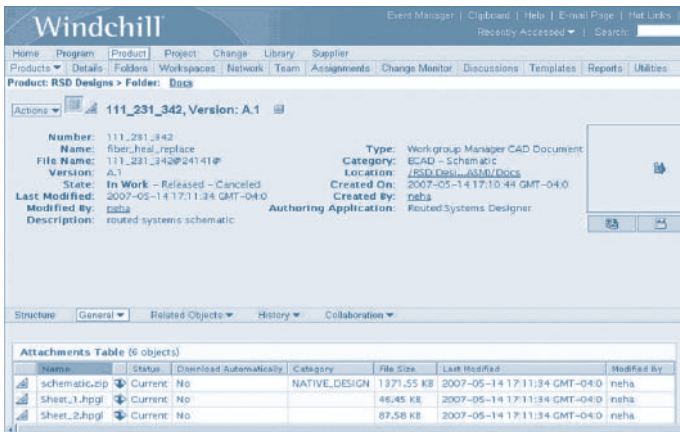 Windchill
Event Manager | Clipboard | Help | E-mail Page | Hot Links
Recently Accessed | Search:
Home Program Product Project Change Library Supplier
Products Details Folders Workspaces Network Team Assignments Change Monitor Discussions Templates Reports Utilities
Product: RSD Designs > Folder: Docs
Actions 111_231_342, Version: A.1
Number: 111_231_342
Name: fiber_heal_replace
File Name: 111_231_342@24141@
Version: A.1
State: In Work – Released – Canceled
Last Modified: 2007-05-14 17:11:34 GMT-04:0
Modified By: neha
Description: routed systems schematic
Type: Workgroup Manager CAD Document
Category: ECAD – Schematic
Location: /RSD Desi...ASMI/Docs
Created On: 2007-05-14 17:10:44 GMT-04:0
Created By: neha
Authoring Application: Routed Systems Designer
Structure General Related Objects History Collaboration
Attachments Table (6 objects)
Name Status Download Automatically Category File Size Last Modified Modified By
schematic.zip Current No NATIVE_DESIGN 1371.55 KB 2007-05-14 17:11:34 GMT-04:0 neha
Sheet_1.hpgl Current No 46.45 KB 2007-05-14 17:11:34 GMT-04:0 neha
Sheet_2.hpgl Current No 87.58 KB 2007-05-14 17:11:34 GMT-04:0 neha